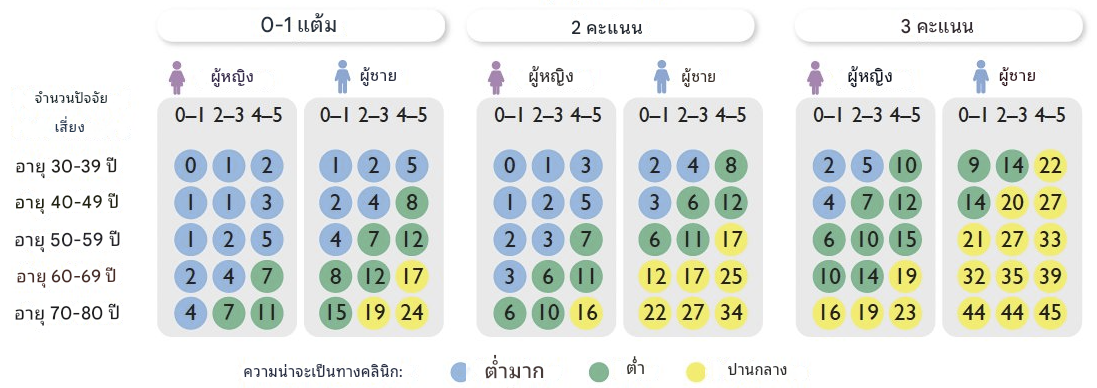 0-1 แต้ม 2 คะแนน 3 คะแนน
ผู้หญิง ผู้ชาย ผู้หญิง ผู้ชาย ผู้หญิง ผู้ชาย
จำนวนปัจจัย
เสี่ยง
0–1 2–3 4–5 0–1 2–3 4–5 0–1 2–3 4–5 0–1 2–3 4–5 0–1 2–3 4–5 0–1 2–3 4–5
อายุ 30-39 ปี 0 1 2 1 2 5 0 1 3 2 4 8 2 5 10 9 14 22
อายุ 40-49 ปี 1 1 3 2 4 8 1 2 5 3 6 12 4 7 12 14 20 27
อายุ 50-59 ปี 1 2 5 4 7 12 2 3 7 6 11 17 6 10 15 21 27 33
อายุ 60-69 ปี 2 4 7 8 12 17 3 6 11 12 17 25 10 14 19 32 35 39
อายุ 70-80 ปี 4 7 11 15 19 24 6 10 16 22 27 34 16 19 23 44 44 45
ความน่าจะเป็นทางคลินิก: ต่ำมาก ต่ำ ปานกลาง